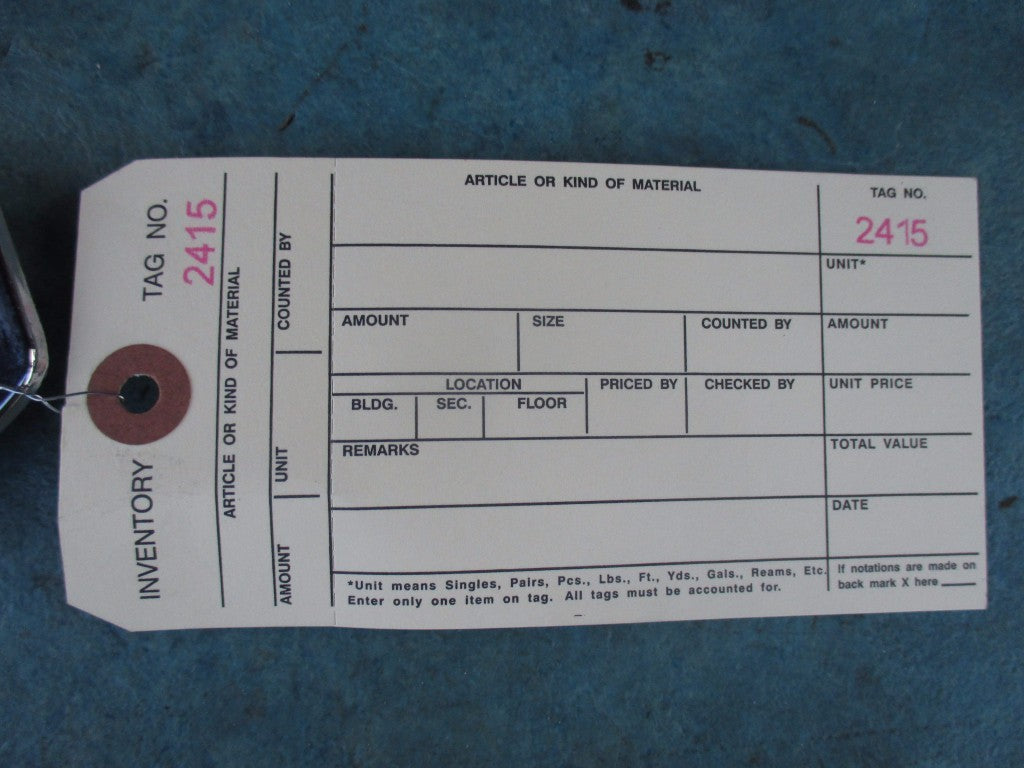 INVENTORY TAG NO.
2415
ARTICLE OR KIND OF MATERIAL
AMOUNT UNIT COUNTED BY
ARTICLE OR KIND OF MATERIAL
TAG NO.
2415
UNIT*
AMOUNT SIZE COUNTED BY AMOUNT
LOCATION PRICED BY CHECKED BY UNIT PRICE
BLDG. SEC. FLOOR
REMARKS TOTAL VALUE
DATE
*Unit means Singles, Pairs, Pcs., Lbs., Ft., Yds., Gals., Reams, Etc.
Enter only one item on tag. All tags must be accounted for.
If notations are made on
back mark X here